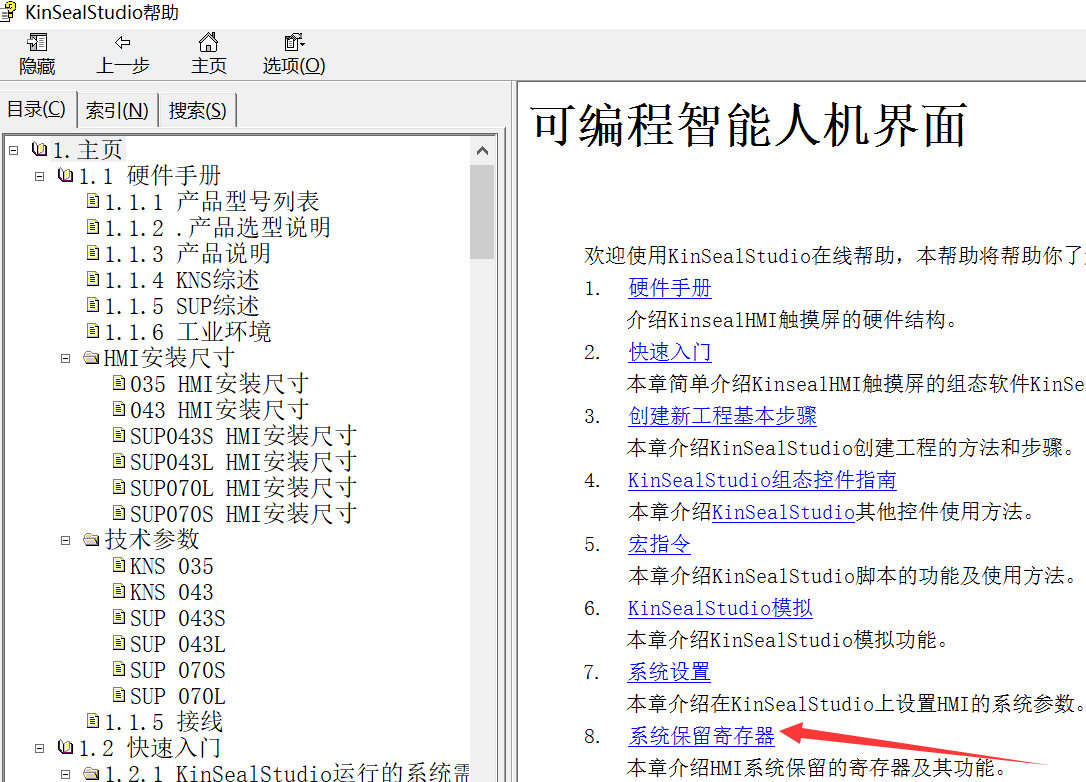 KinSealStudio帮助
隐藏 上一步 主页 选项(O)
目录(C) 索引(N) 搜索(S)
1. 主页
1.1 硬件手册
1.1.1 产品型号列表
1.1.2 .产品选型说明
1.1.3 产品说明
1.1.4 KNS综述
1.1.5 SUP综述
1.1.6 工业环境
HMI安装尺寸
035 HMI安装尺寸
043 HMI安装尺寸
SUP043S HMI安装尺寸
SUP043L HMI安装尺寸
SUP070L HMI安装尺寸
SUP070S HMI安装尺寸
技术参数
KNS 035
KNS 043
SUP 043S
SUP 043L
SUP 070S
SUP 070L
1.1.5 接线
1.2 快速入门
1.2.1 KinSealStudio运行的系统需
可编程智能人机界面
欢迎使用KinSealStudio在线帮助，本帮助将帮助你了
1. 硬件手册
介绍KinsealHMI触摸屏的硬件结构。
2. 快速入门
本章简单介绍KinsealHMI触摸屏的组态软件KinSe
3. 创建新工程基本步骤
本章介绍KinSealStudio创建工程的方法和步骤。
4. KinSealStudio组态控件指南
本章介绍KinSealStudio其他控件使用方法。
5. 宏指令
本章介绍KinSealStudio脚本的功能及使用方法。
6. KinSealStudio模拟
本章介绍KinSealStudio模拟功能。
7. 系统设置
本章介绍在KinSealStudio上设置HMI的系统参数。
8. 系统保留寄存器
本章介绍HMI系统保留的寄存器及其功能。